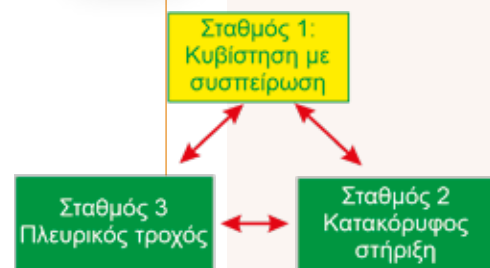 Σταθμός 1:
Κυβίστηση με
συσπείρωση
Σταθμός 3
Πλευρικός τροχός
Σταθμός 2
Κατακόρυφος
στήριξη